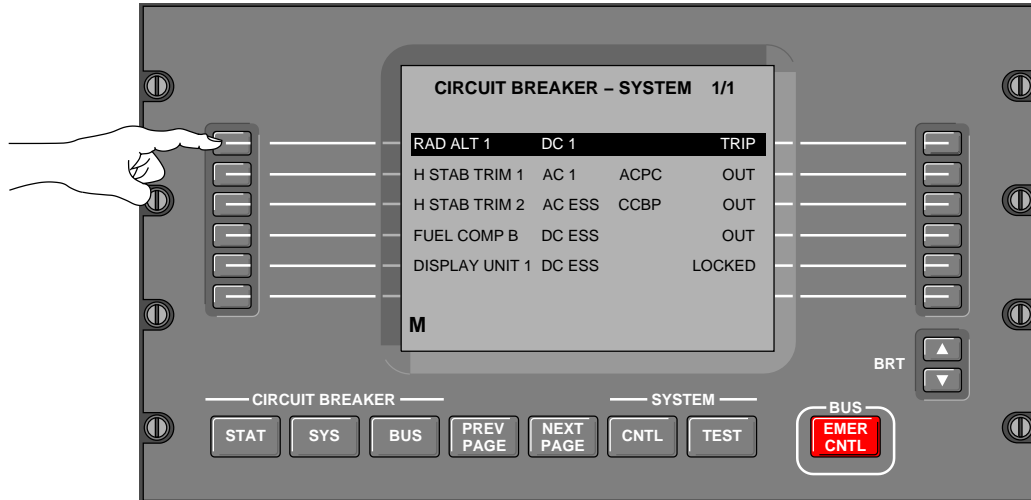 CIRCUIT BREAKER – SYSTEM 1/1
RAD ALT 1 DC 1 TRIP
H STAB TRIM 1 AC 1 ACPC OUT
H STAB TRIM 2 AC ESS CCBP OUT
FUEL COMP B DC ESS OUT
DISPLAY UNIT 1 DC ESS LOCKED
M
BRT
CIRCUIT BREAKER
SYSTEM
BUS
STAT
SYS
BUS
PREV
PAGE
NEXT
PAGE
CNTL
TEST
EMER
CNTL